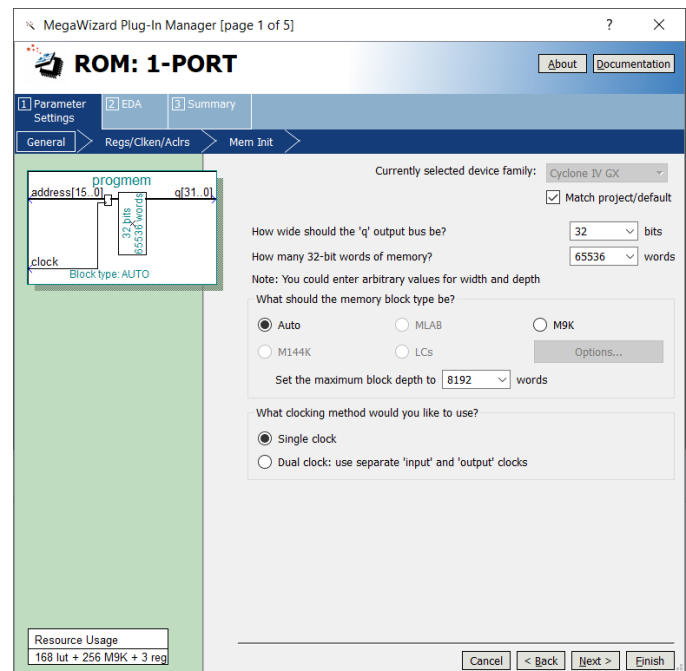 MegaWizard Plug-In Manager [page 1 of 5]
? ×
ROM: 1-PORT
About Documentation
1 Parameter Settings 2 EDA 3 Summary
General Regs/Clken/Aclrs Mem Init
Currently selected device family: Cyclone IV GX
Match project/default
progmem
address[15..0] q[31..0]
32 bits
65536 words
clock
Block type: AUTO
How wide should the 'q' output bus be? 32 bits
How many 32-bit words of memory? 65536 words
Note: You could enter arbitrary values for width and depth
What should the memory block type be?
Auto MLAB M9K
M144K LCs Options...
Set the maximum block depth to 8192 words
What clocking method would you like to use?
Single clock
Dual clock: use separate 'input' and 'output' clocks
Resource Usage
168 lut + 256 M9K + 3 reg
Cancel < Back Next > Finish